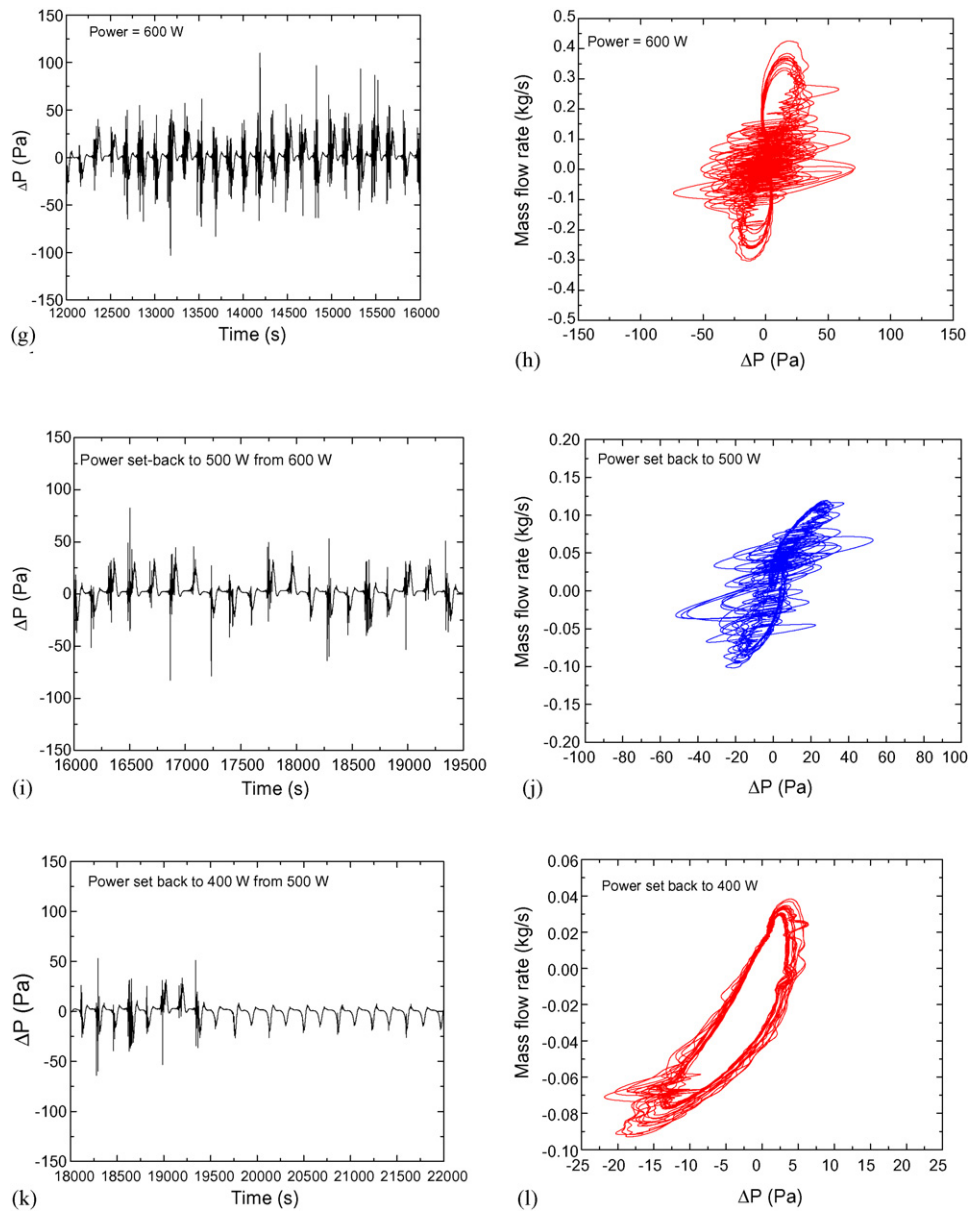 Power = 600 W
150
100
50
0
-50
-100
-150
ΔP (Pa)
12000 12500 13000 13500 14000 14500 15000 15500 16000
Time (s)
(g)
Power = 600 W
0.5
0.4
0.3
0.2
0.1
0.0
-0.1
-0.2
-0.3
0.5
Mass flow rate (kg/s)
-150 -100 -50 0 50 100 150
ΔP (Pa)
(h)
Power set-back to 500 W from 600 W
150
100
50
0
-50
-100
-150
ΔP (Pa)
16000 16500 17000 17500 18000 18500 19000 19500
Time (s)
(i)
Power set back to 500 W
0.20
0.15
0.10
0.05
0.00
-0.05
-0.10
-0.20
Mass flow rate (kg/s)
-100 -80 -60 -40 -20 0 20 40 60 80 100
ΔP (Pa)
(j)
Power set back to 400 W from 500 W
150
100
50
0
-50
-100
-150
ΔP (Pa)
18000 18500 19000 19500 20000 20500 21000 21500 22000
Time (s)
(k)
Power set back to 400 W
0.06
0.04
0.02
0.00
-0.02
-0.04
-0.06
-0.08
-0.10
Mass flow rate (kg/s)
-25 -20 -15 -10 -5 0 5 10 15 20 25
ΔP (Pa)
(l)